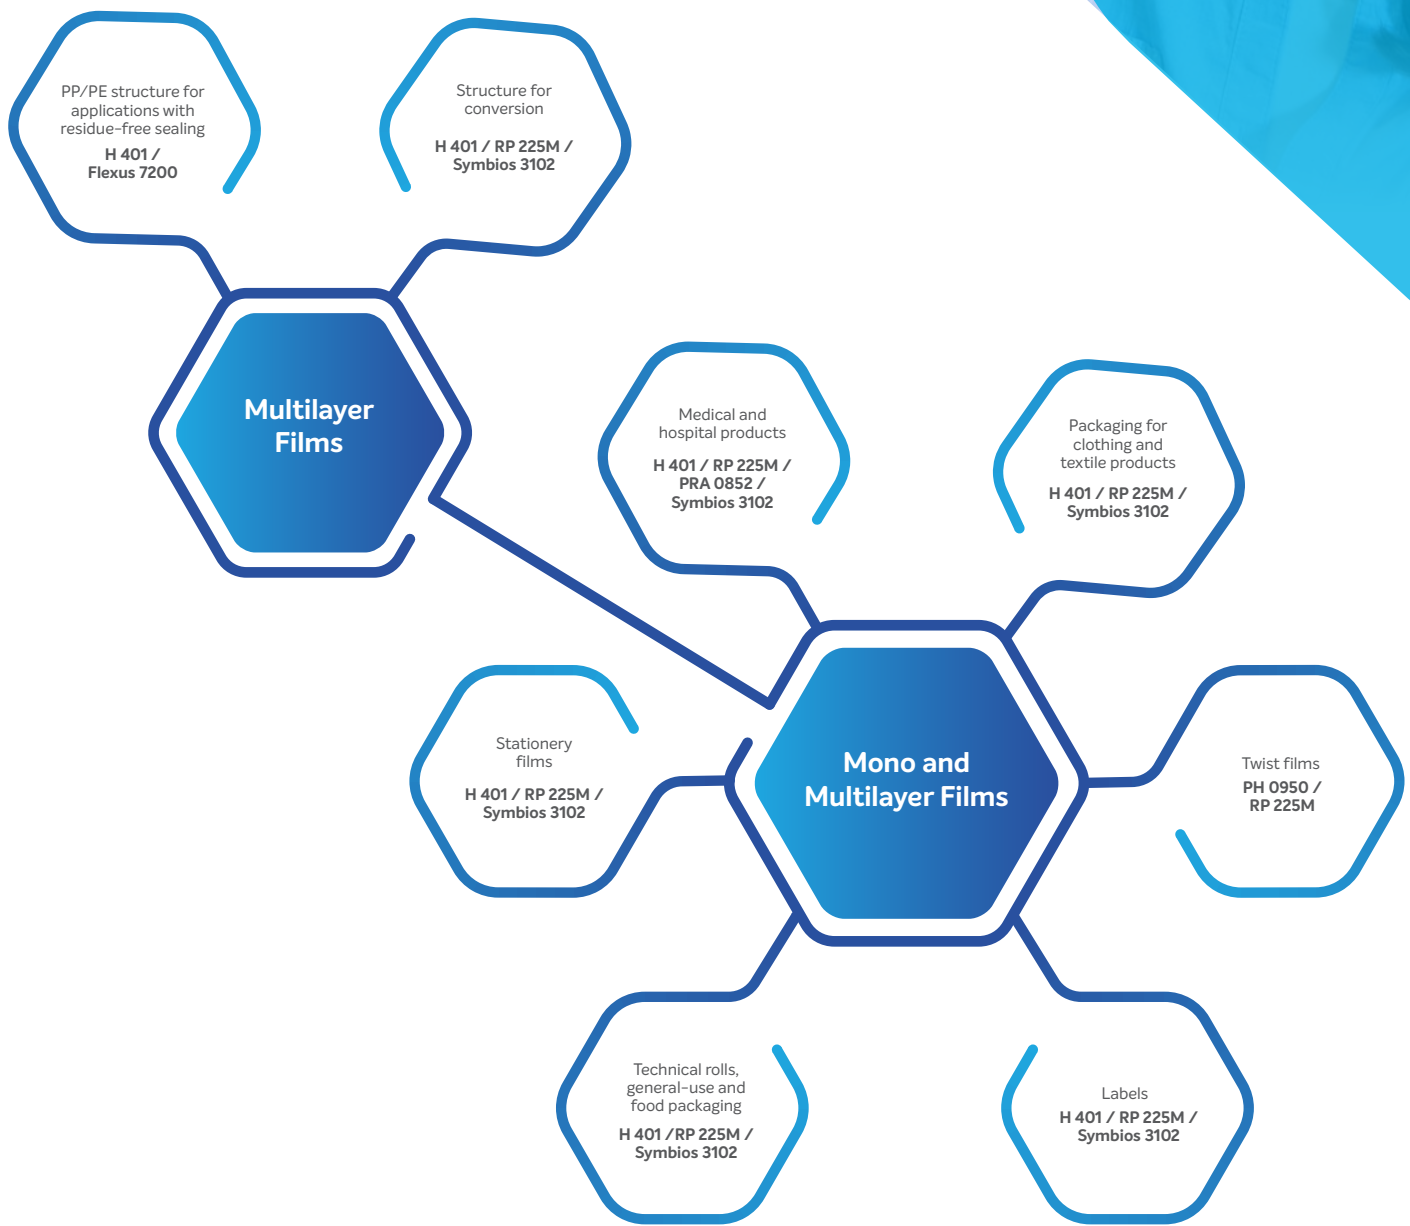 PP/PE structure for
applications with
residue-free sealing
H 401 /
Flexus 7200
Structure for
conversion
H 401 / RP 225M /
Symbios 3102
Multilayer
Films
Medical and
hospital products
H 401 / RP 225M /
PRA 0852 /
Symbios 3102
Packaging for
clothing and
textile products
H 401 / RP 225M /
Symbios 3102
Stationery
films
H 401 / RP 225M /
Symbios 3102
Mono and
Multilayer Films
Twist films
PH 0950 /
RP 225M
Technical rolls,
general-use and
food packaging
H 401 /RP 225M /
Symbios 3102
Labels
H 401 / RP 225M /
Symbios 3102